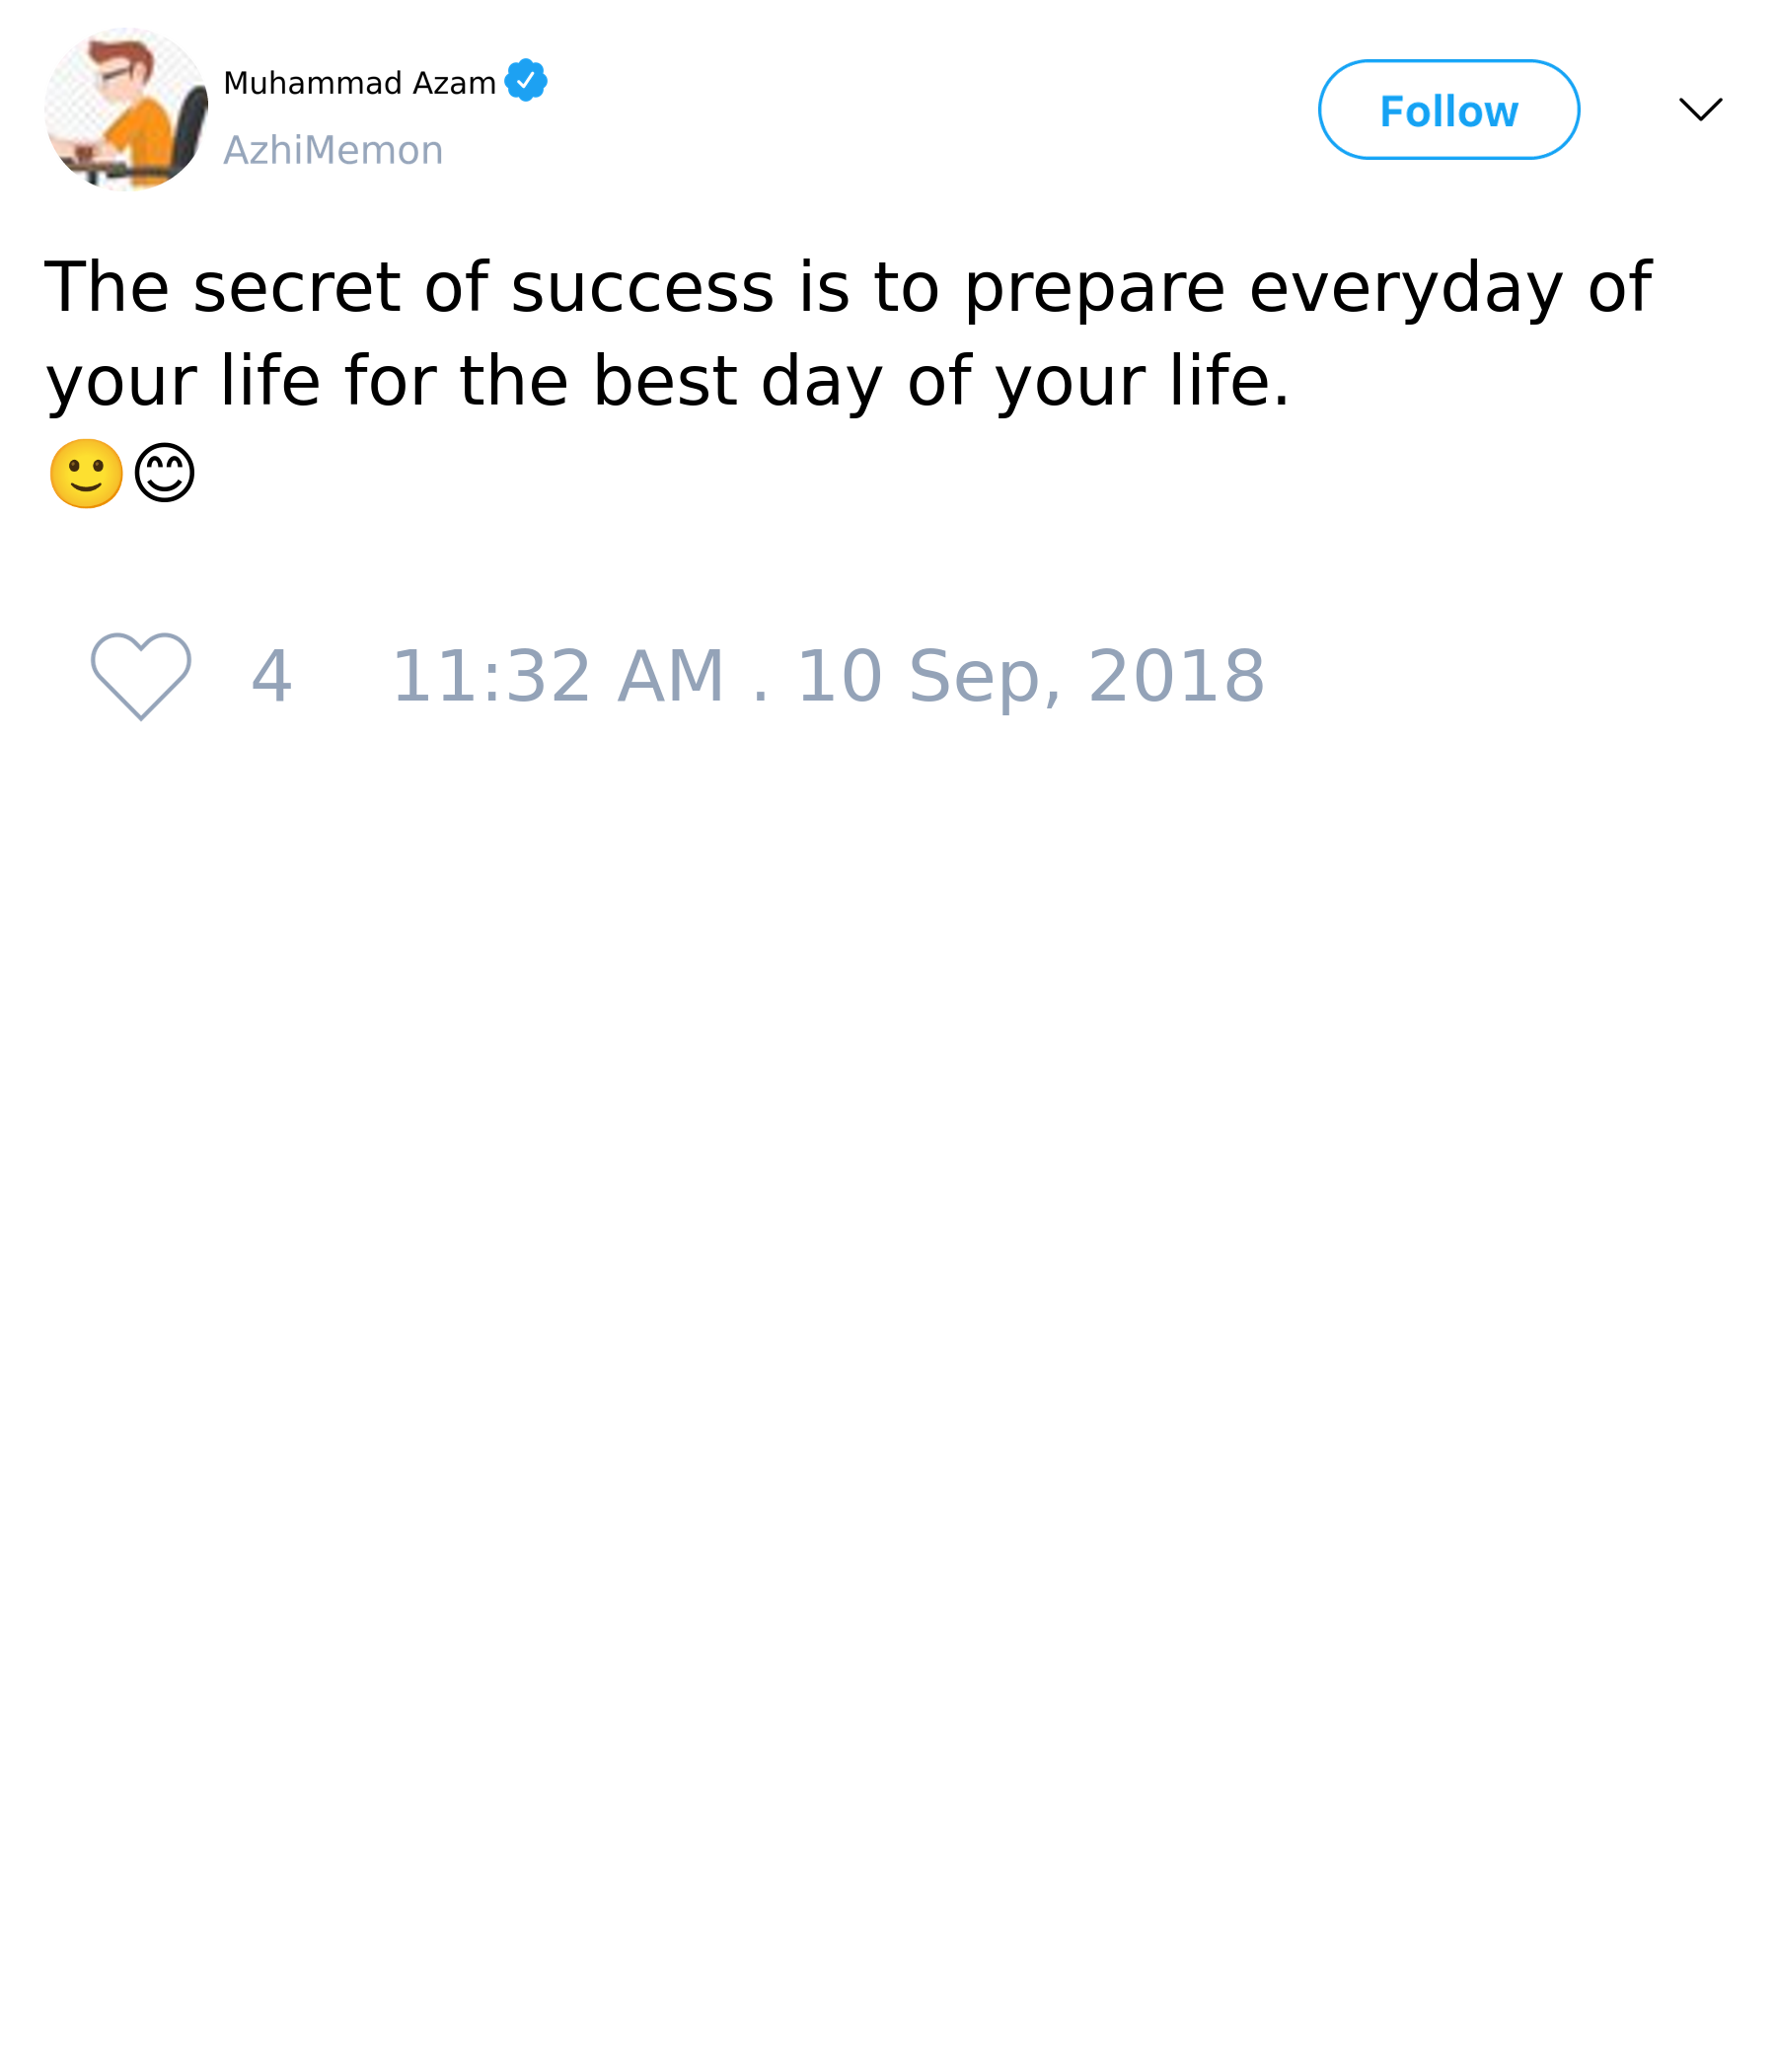 Muhammad Azam
AzhiMemon
Follow
The secret of success is to prepare everyday of
your life for the best day of your life.
🙂😊
4 11:32 AM . 10 Sep, 2018